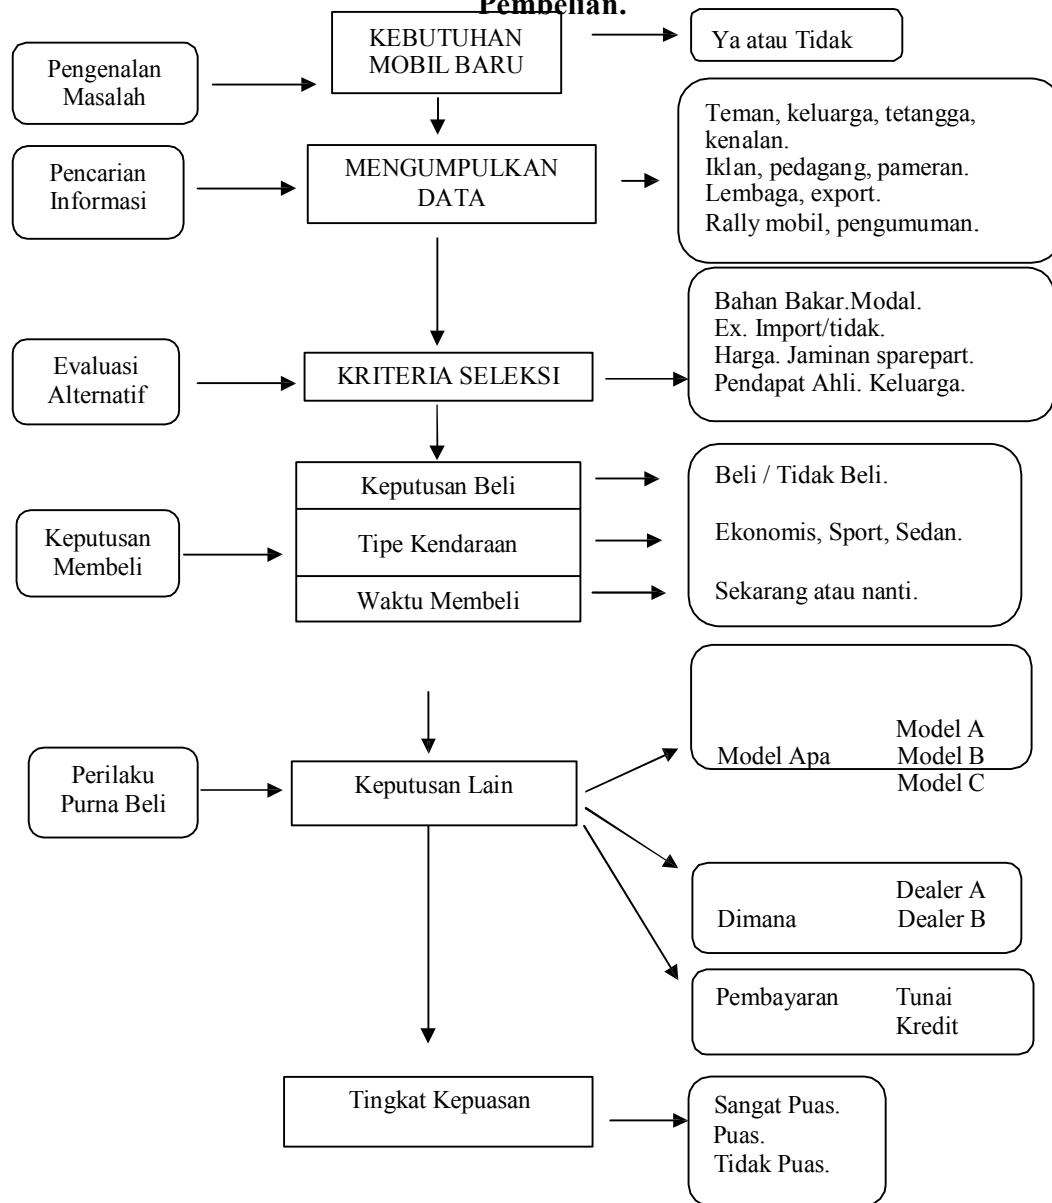 Pembelian.
KEBUTUHAN
MOBIL BARU
Ya atau Tidak
Pengenalan
Masalah
Teman, keluarga, tetangga,
kenalan.
Iklan, pedagang, pameran.
Lembaga, export.
Rally mobil, pengumuman.
Pencarian
Informasi
MENGUMPULKAN
DATA
Bahan Bakar.Modal.
Ex. Import/tidak.
Harga. Jaminan sparepart.
Pendapat Ahli. Keluarga.
Evaluasi
Alternatif
KRITERIA SELEKSI
Keputusan
Membeli
Keputusan Beli
Tipe Kendaraan
Waktu Membeli
Beli / Tidak Beli.
Ekonomis, Sport, Sedan.
Sekarang atau nanti.
Perilaku
Purna Beli
Keputusan Lain
Model A
Model Apa Model B
Model C
Dealer A
Dimana Dealer B
Pembayaran Tunai
Kredit
Tingkat Kepuasan
Sangat Puas.
Puas.
Tidak Puas.